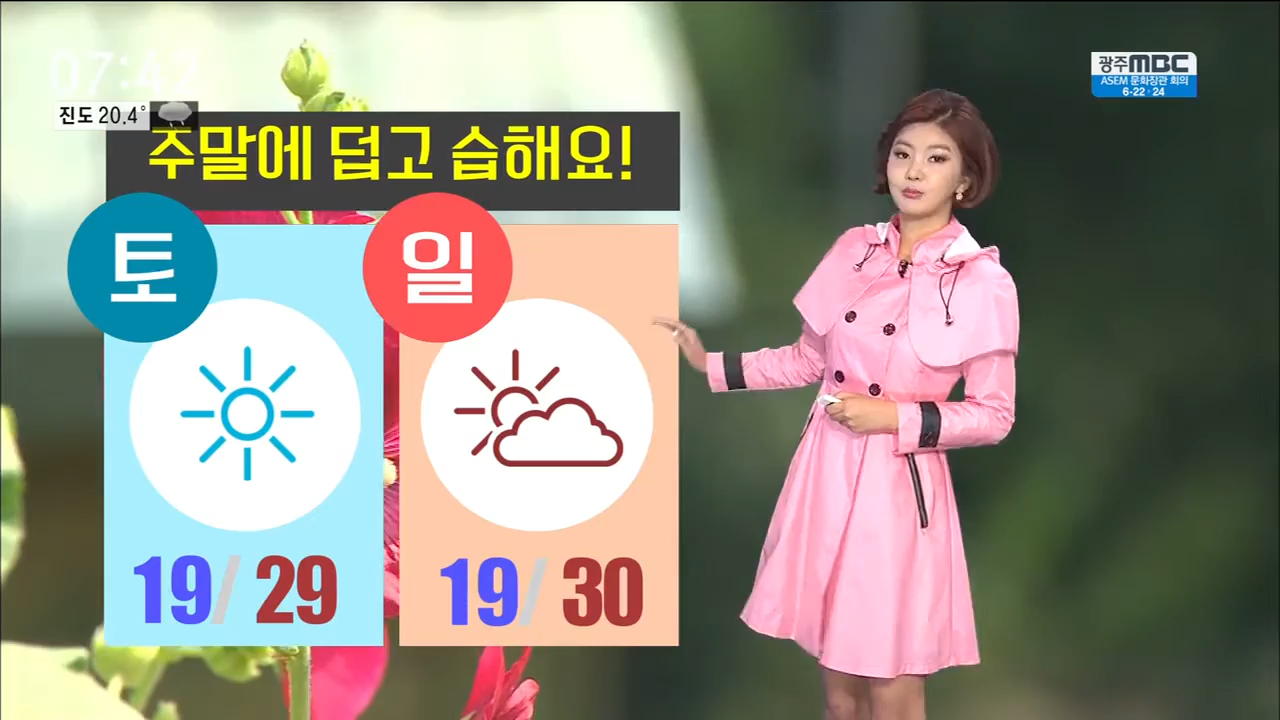 07:42
진도 20.4°
광주MBC
ASEM 문화장관 회의
6-22·24
주말에 덥고 습해요!
토
일
19/29
19/30